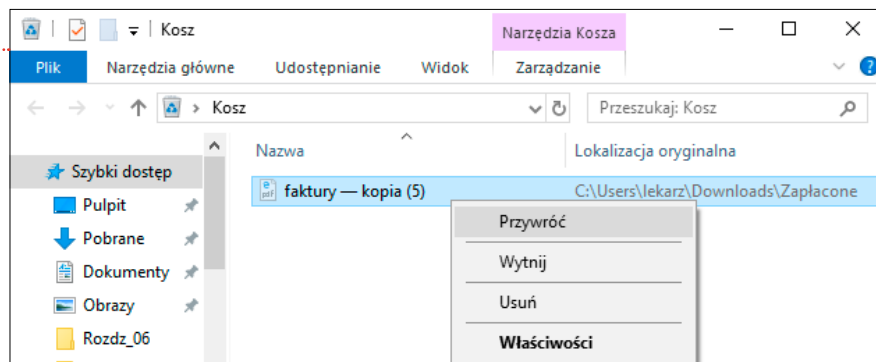 Kosz
Narzędzia Kosza
Plik Narzędzia główne Udostępnianie Widok Zarządzanie
Kosz
Przeszukaj: Kosz
Nazwa Lokalizacja oryginalna
Szybki dostęp
Pulpit
Pobrane
Dokumenty
Obrazy
Rozdz_06
faktury — kopia (5) C:\Users\lekarz\Downloads\Zapłacone
Przywróć
Wytnij
Usuń
Właściwości